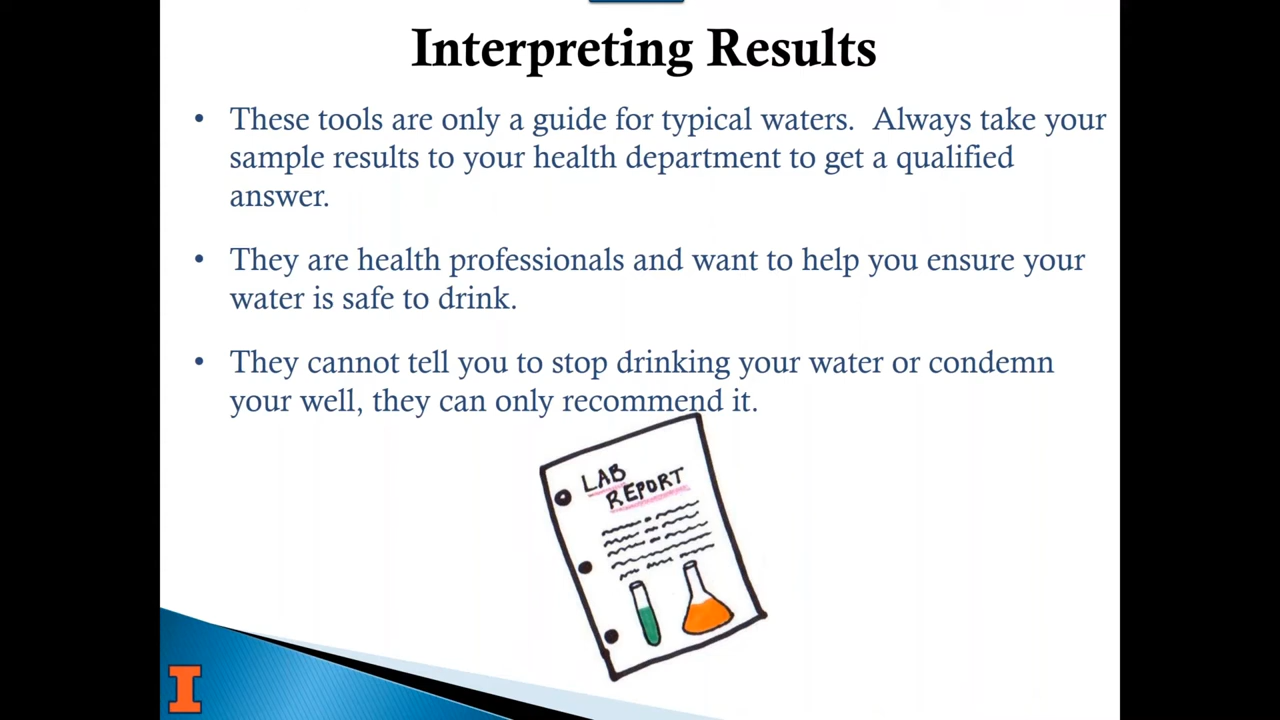 Interpreting Results
• These tools are only a guide for typical waters.  Always take your
sample results to your health department to get a qualified
answer.
• They are health professionals and want to help you ensure your
water is safe to drink.
• They cannot tell you to stop drinking your water or condemn
your well, they can only recommend it.
LAB
REPORT
I